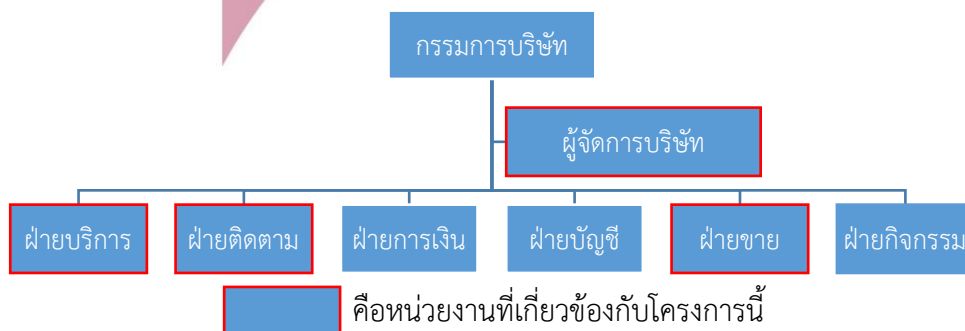 กรรมการบริษัท
ผู้จัดการบริษัท
ฝ่ายบริการ
ฝ่ายติดตาม
ฝ่ายการเงิน
ฝ่ายบัญชี
ฝ่ายขาย
ฝ่ายกิจกรรม
คือหน่วยงานที่เกี่ยวข้องกับโครงการนี้